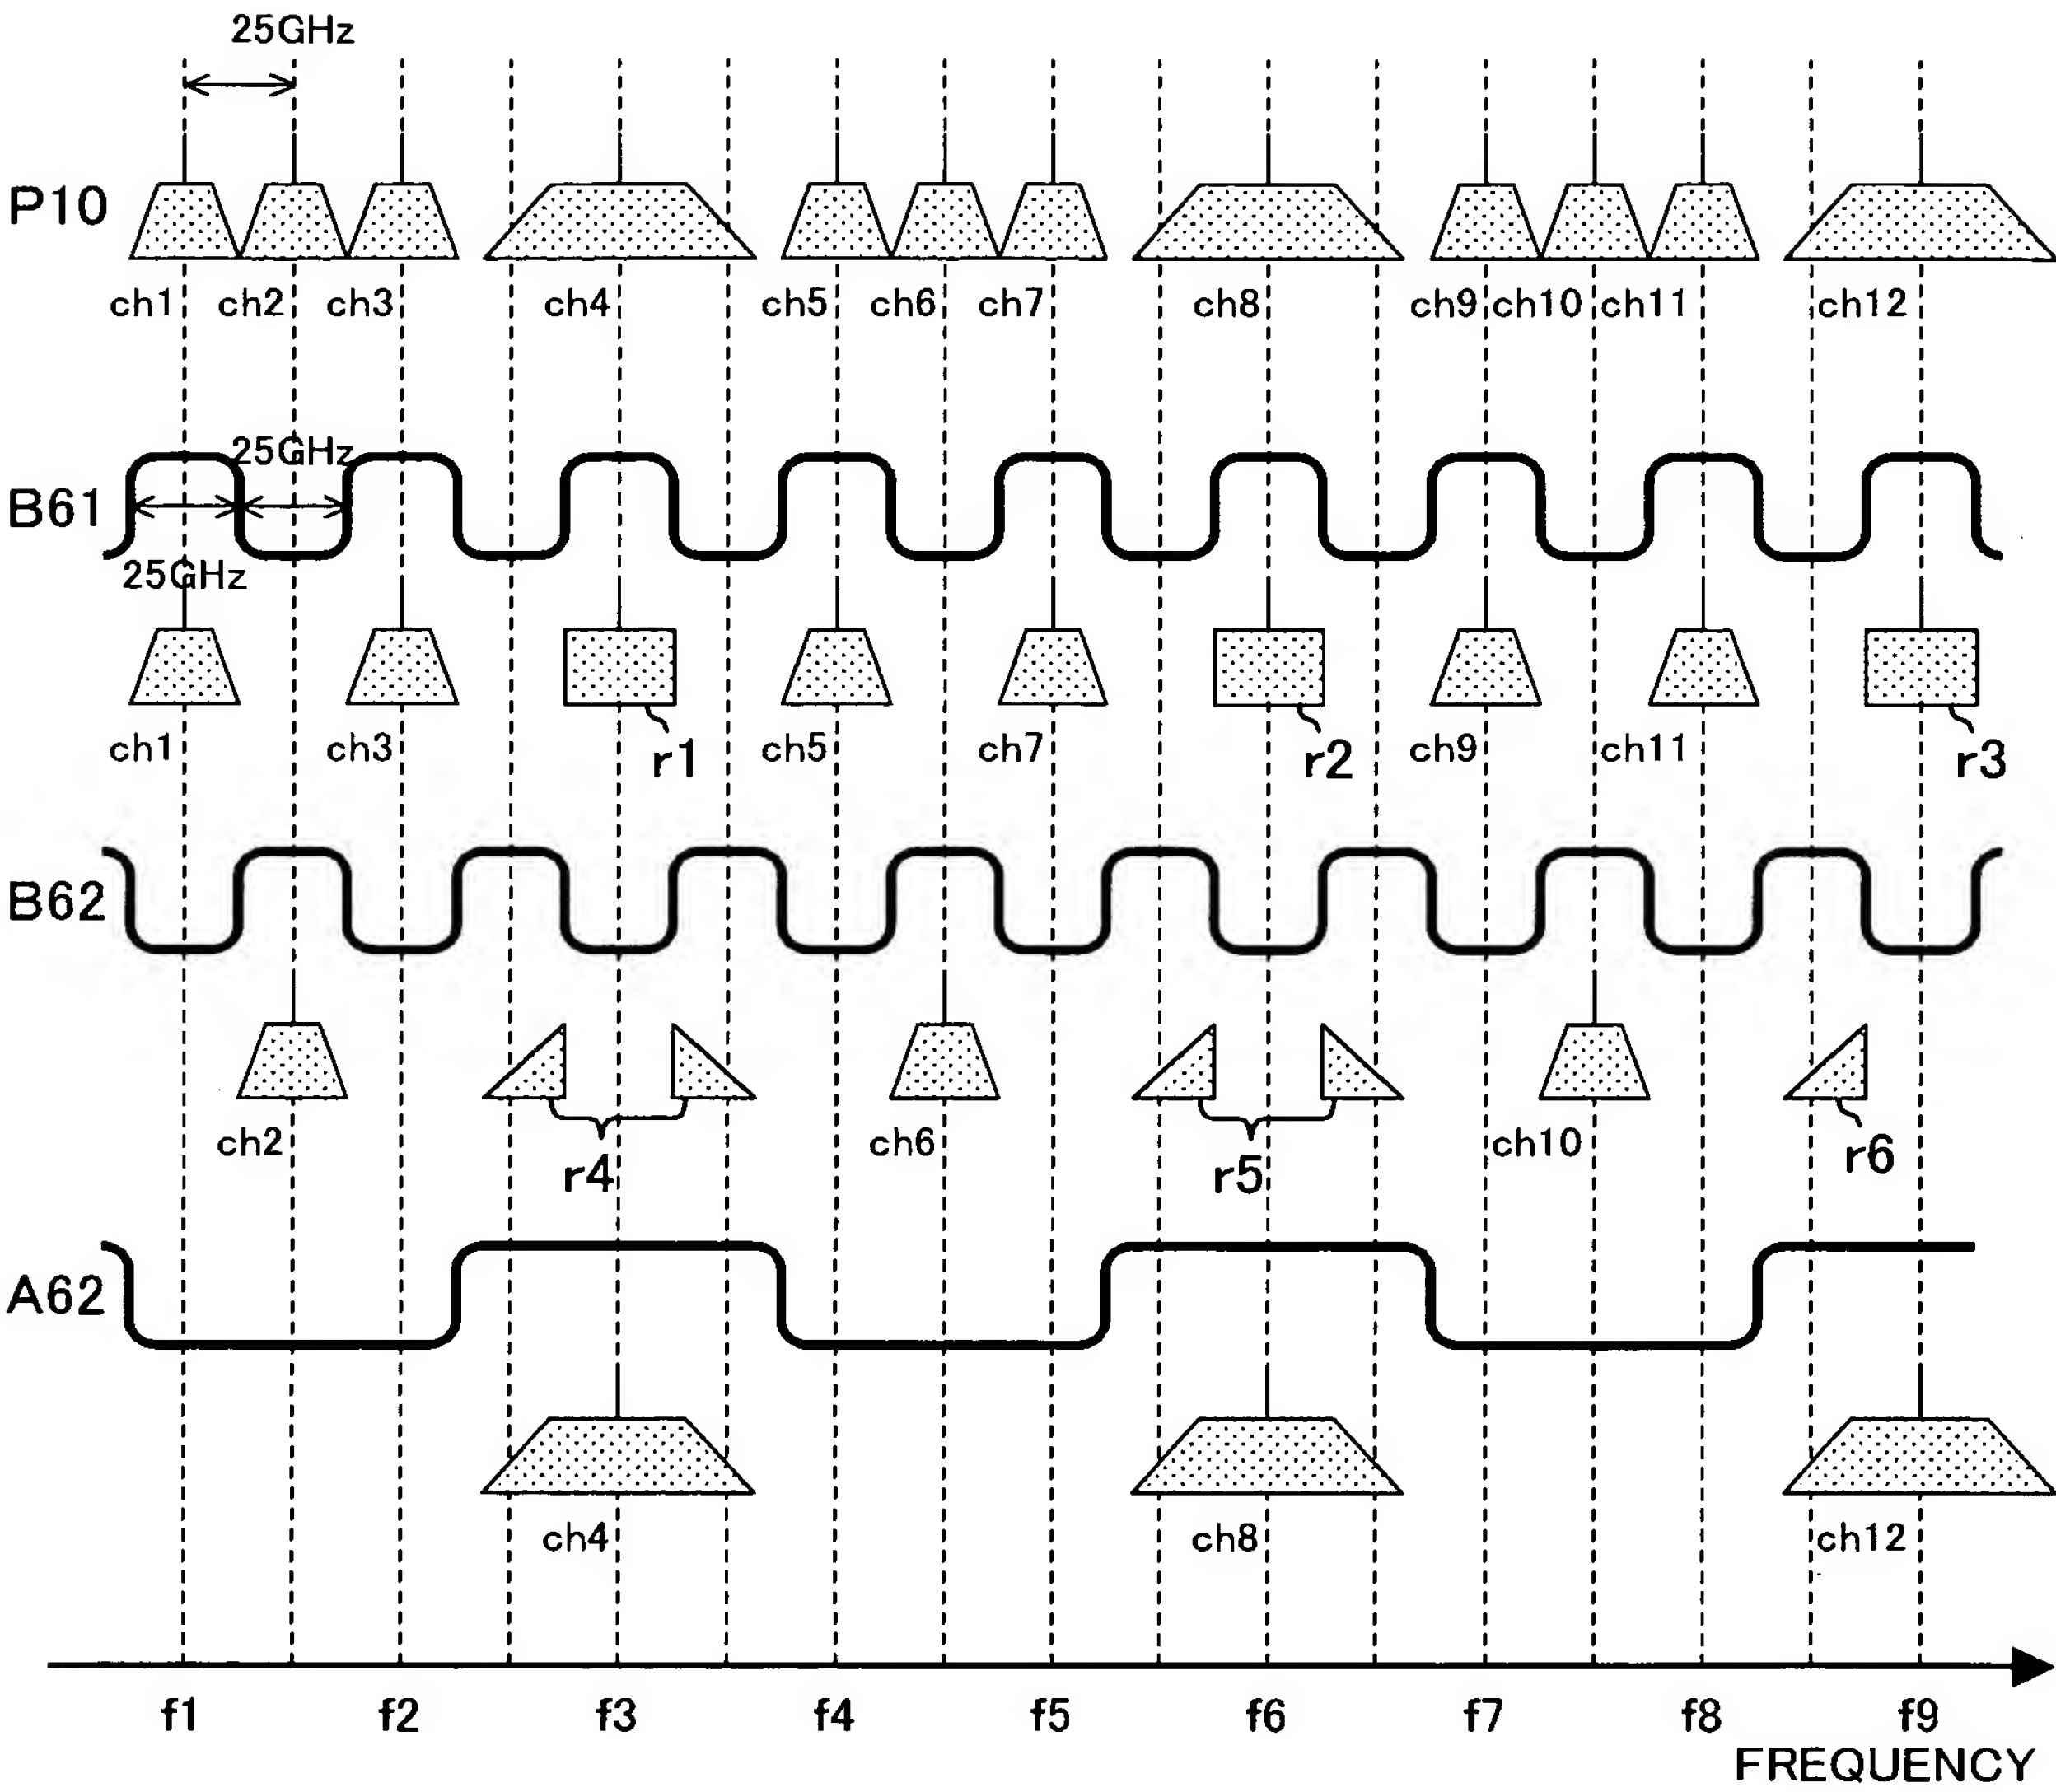 25GHz
P10
ch1 ch2 ch3 ch4 ch5 ch6 ch7 ch8 ch9 ch10 ch11 ch12
25GHz
B61
25GHz
ch1 ch3 r1 ch5 ch7 r2 ch9 ch11 r3
B62
ch2 r4 ch6 r5 ch10 r6
A62
ch4 ch8 ch12
f1 f2 f3 f4 f5 f6 f7 f8 f9
FREQUENCY